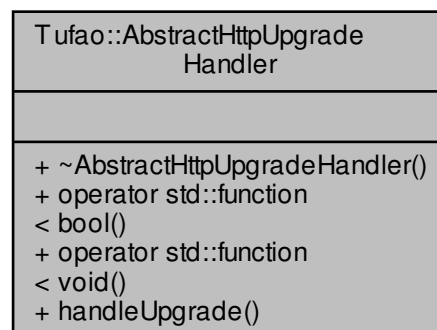 Tufao::AbstractHttpUpgrade
Handler
+ ~AbstractHttpUpgradeHandler()
+ operator std::function
< bool()
+ operator std::function
< void()
+ handleUpgrade()